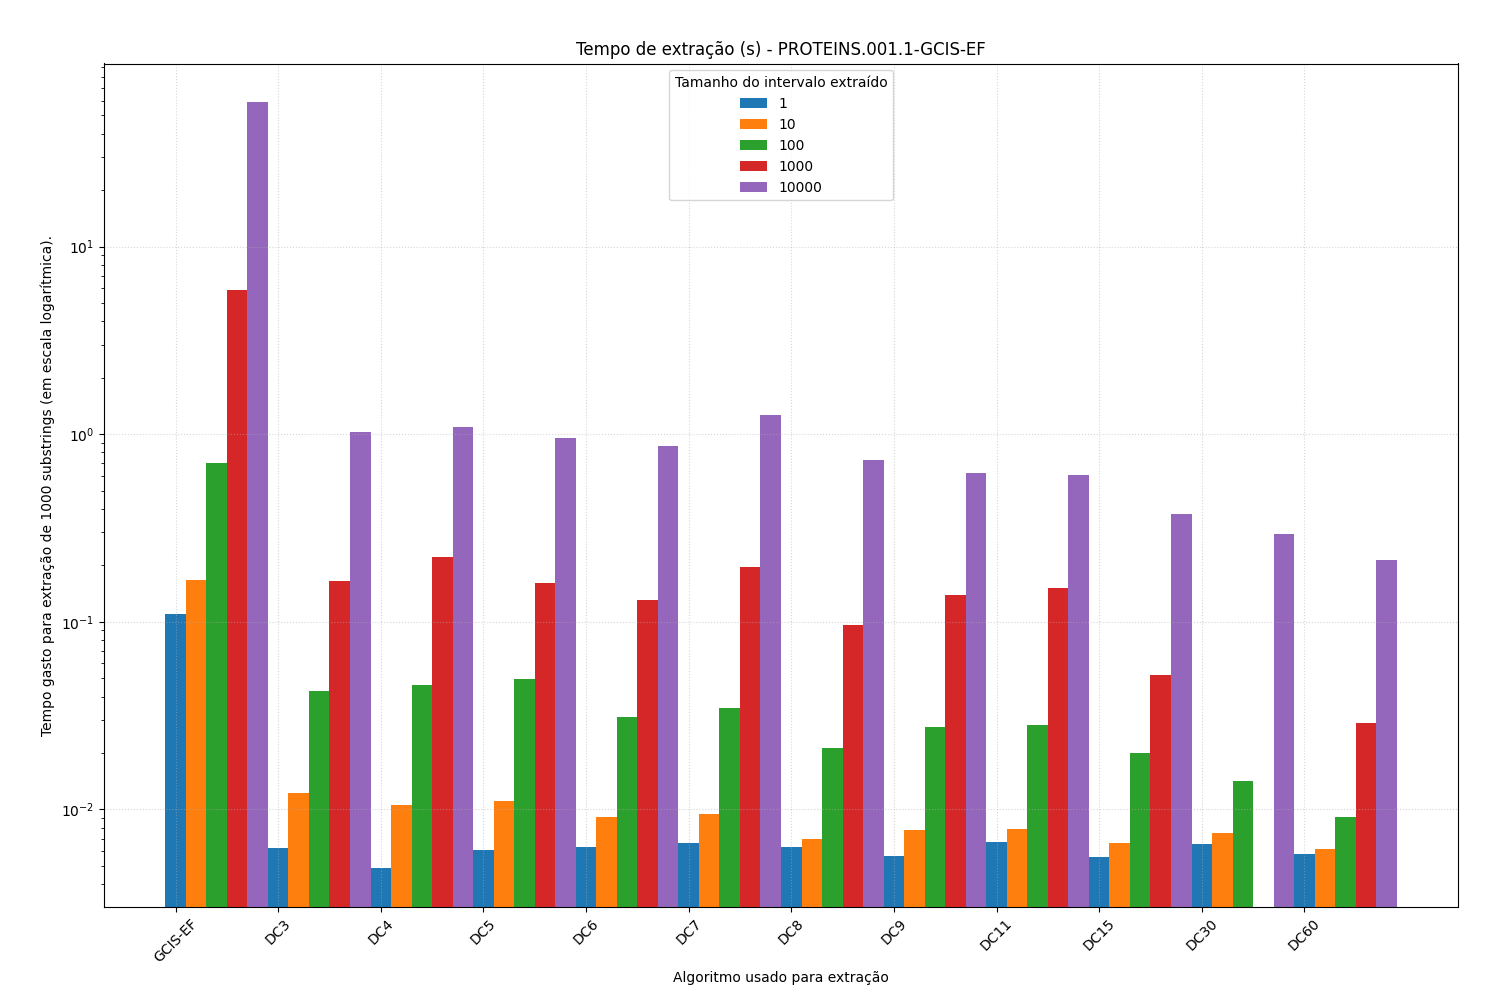 Tempo de extração (s) - PROTEINS.001.1-GCIS-EF
Tamanho do intervalo extraído
1
10
100
1000
10000
Tempo gasto para extração de 1000 substrings (em escala logarítmica).
10¹
10⁰
10⁻¹
10⁻²
GCIS-EF DC3 DC4 DC5 DC6 DC7 DC8 DC9 DC11 DC15 DC30 DC60
Algoritmo usado para extração